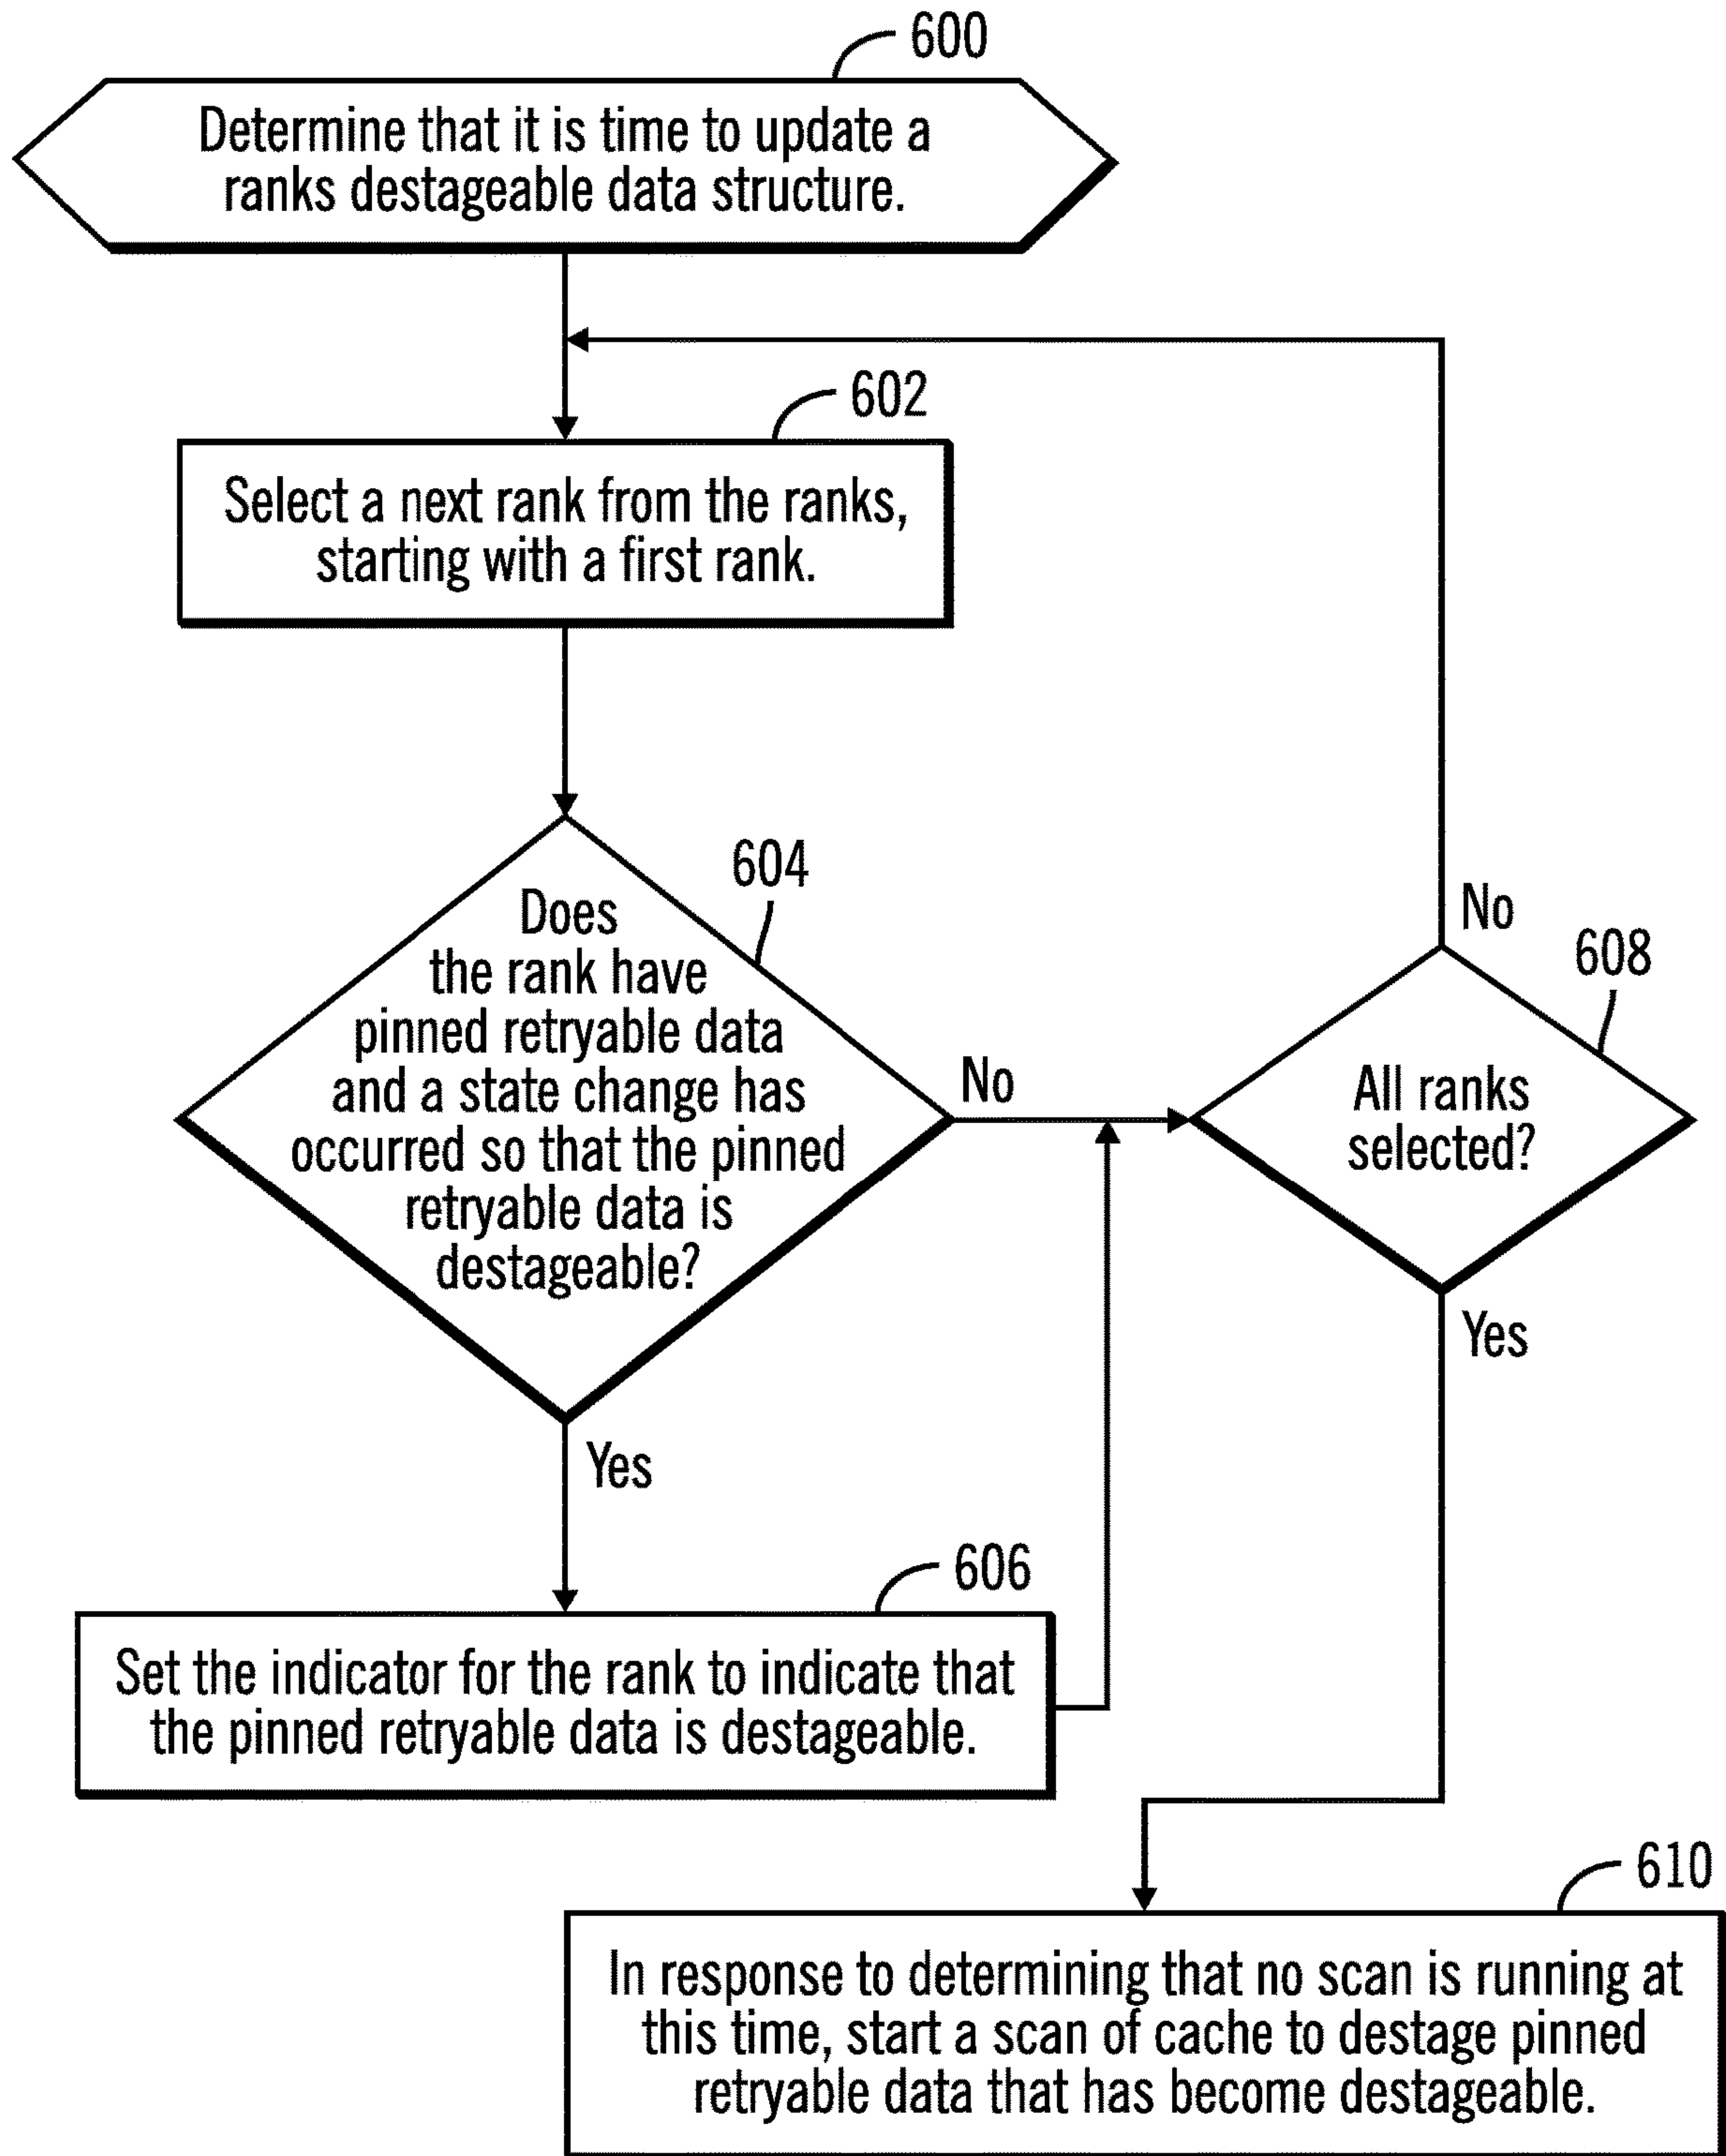 600
Determine that it is time to update a
ranks destageable data structure.
602
Select a next rank from the ranks,
starting with a first rank.
604
Does
the rank have
pinned retryable data
and a state change has
occurred so that the pinned
retryable data is
destageable?
No
Yes
606
Set the indicator for the rank to indicate that
the pinned retryable data is destageable.
608
All ranks
selected?
No
Yes
610
In response to determining that no scan is running at
this time, start a scan of cache to destage pinned
retryable data that has become destageable.